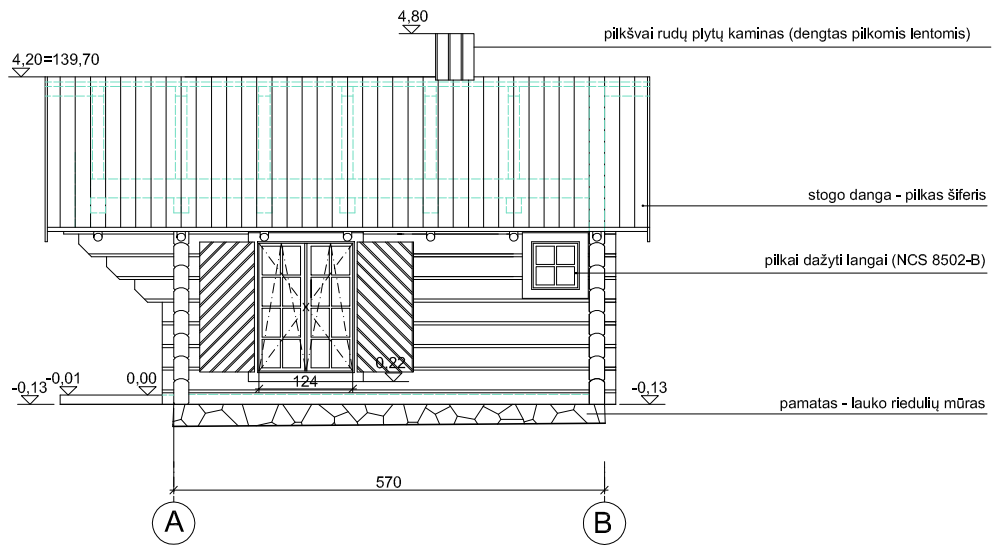 4,80
pilkšvai rudų plytų kaminas (dengtas pilkomis lentomis)
4,20=139,70
stogo danga - pilkas šiferis
pilkai dažyti langai (NCS 8502-B)
0,22
124
-0,13
-0,01
0,00
-0,13
pamatas - lauko riedulių mūras
570
A
B